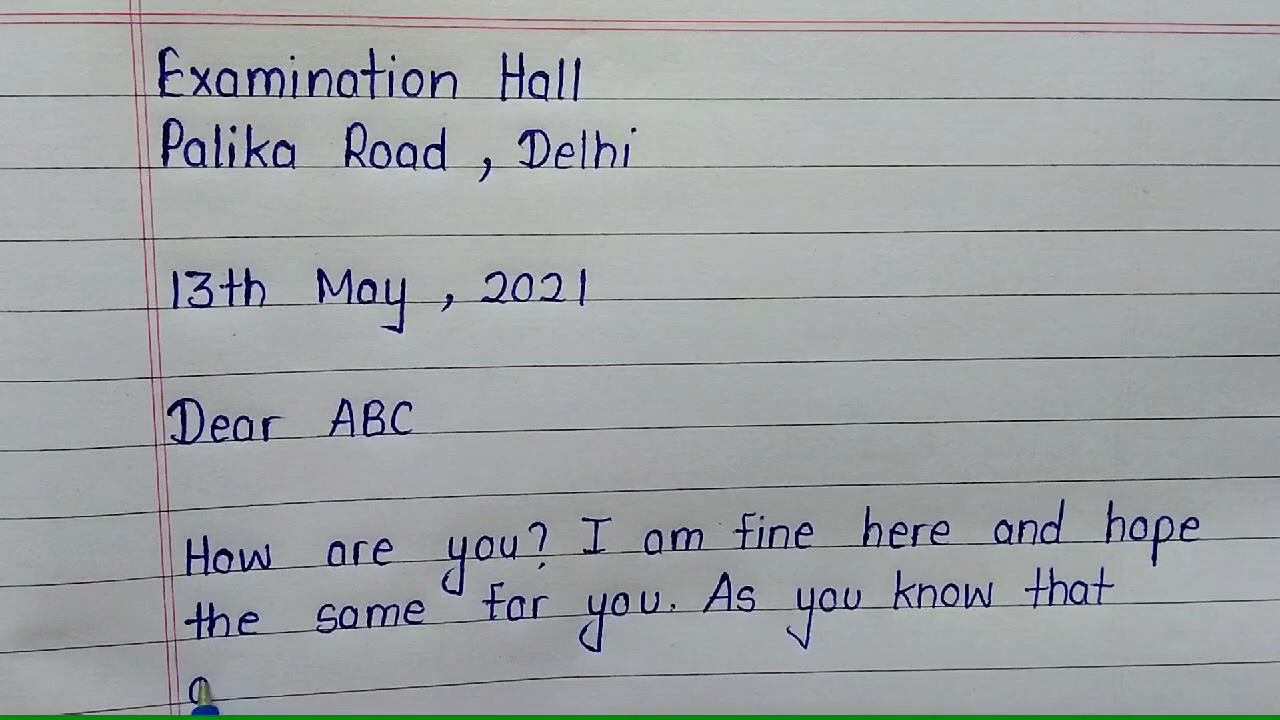 Examination Hall
Palika Road, Delhi
13th May, 2021
Dear ABC
How are you? I am fine here and hope
the same for you. As you know that